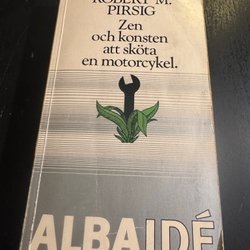 ROBERT M.
PIRSIG
Zen
och konsten
att sköta
en motorcykel.
ALBAIDÉ